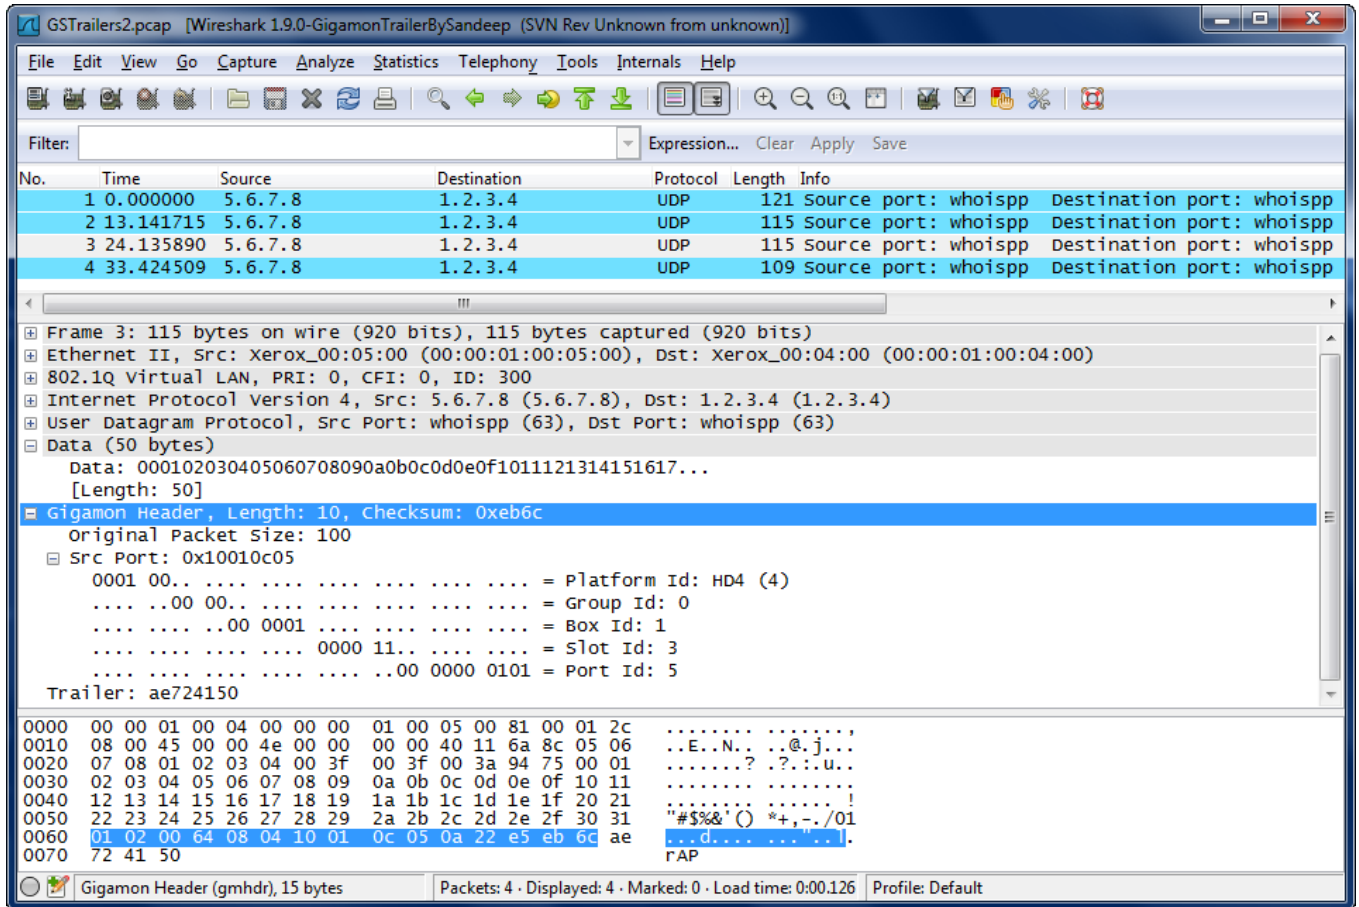 GSTrailers2.pcap [Wireshark 1.9.0-GigamonTrailerBySandeep (SVN Rev Unknown from unknown)]
File Edit View Go Capture Analyze Statistics Telephony Tools Internals Help
Filter: Expression... Clear Apply Save
No. Time Source Destination Protocol Length Info
1 0.000000 5.6.7.8 1.2.3.4 UDP 121 Source port: whoispp Destination port: whoispp
2 13.141715 5.6.7.8 1.2.3.4 UDP 115 Source port: whoispp Destination port: whoispp
3 24.135890 5.6.7.8 1.2.3.4 UDP 115 Source port: whoispp Destination port: whoispp
4 33.424509 5.6.7.8 1.2.3.4 UDP 109 Source port: whoispp Destination port: whoispp
Frame 3: 115 bytes on wire (920 bits), 115 bytes captured (920 bits)
Ethernet II, Src: Xerox_00:05:00 (00:00:01:00:05:00), Dst: Xerox_00:04:00 (00:00:01:00:04:00)
802.1Q Virtual LAN, PRI: 0, CFI: 0, ID: 300
Internet Protocol Version 4, Src: 5.6.7.8 (5.6.7.8), Dst: 1.2.3.4 (1.2.3.4)
User Datagram Protocol, Src Port: whoispp (63), Dst Port: whoispp (63)
Data (50 bytes)
Data: 000102030405060708090a0b0c0d0e0f1011121314151617...
[Length: 50]
Gigamon Header, Length: 10, Checksum: 0xeb6c
Original Packet Size: 100
Src Port: 0x10010c05
0001 00.. .... .... .... .... .... .... = Platform Id: HD4 (4)
.... ..00 00.. .... .... .... .... .... = Group Id: 0
.... .... ..00 0001 .... .... .... .... = Box Id: 1
.... .... .... .... 0000 11.. .... .... = Slot Id: 3
.... .... .... .... .... ..00 0000 0101 = Port Id: 5
Trailer: ae724150
0000 00 00 01 00 04 00 00 00 01 00 05 00 81 00 01 2c ........ .......,
0010 08 00 45 00 00 4e 00 00 00 00 40 11 6a 8c 05 06 ..E..N.. ..@.j...
0020 07 08 01 02 03 04 00 3f 00 3f 00 3a 94 75 00 01 .......? .?.:.u..
0030 02 03 04 05 06 07 08 09 0a 0b 0c 0d 0e 0f 10 11 ........ ........
0040 12 13 14 15 16 17 18 19 1a 1b 1c 1d 1e 1f 20 21 ........ ...... !
0050 22 23 24 25 26 27 28 29 2a 2b 2c 2d 2e 2f 30 31 "#$%&'() *+,-./01
0060 01 02 00 64 08 04 10 01 0c 05 0a 22 e5 eb 6c ae ...d.... ..."..l.
0070 72 41 50 rAP
Gigamon Header (gmhdr), 15 bytes Packets: 4 · Displayed: 4 · Marked: 0 · Load time: 0:00.126 Profile: Default